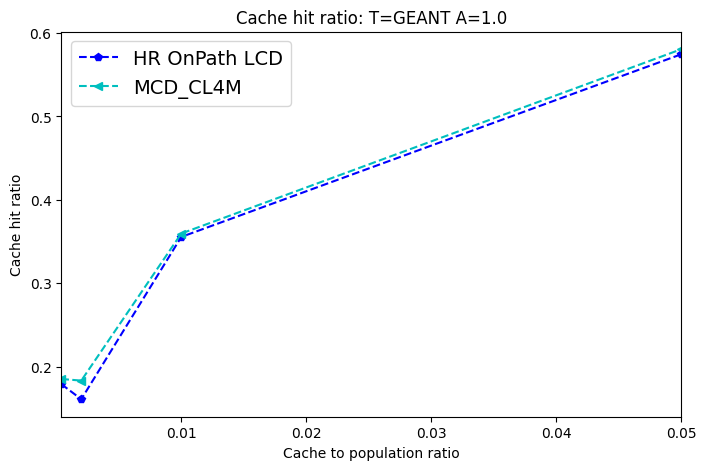 Cache hit ratio: T=GEANT A=1.0
HR OnPath LCD
MCD_CL4M
Cache hit ratio
0.6
0.5
0.4
0.3
0.2
0.01
0.02
0.03
0.04
0.05
Cache to population ratio